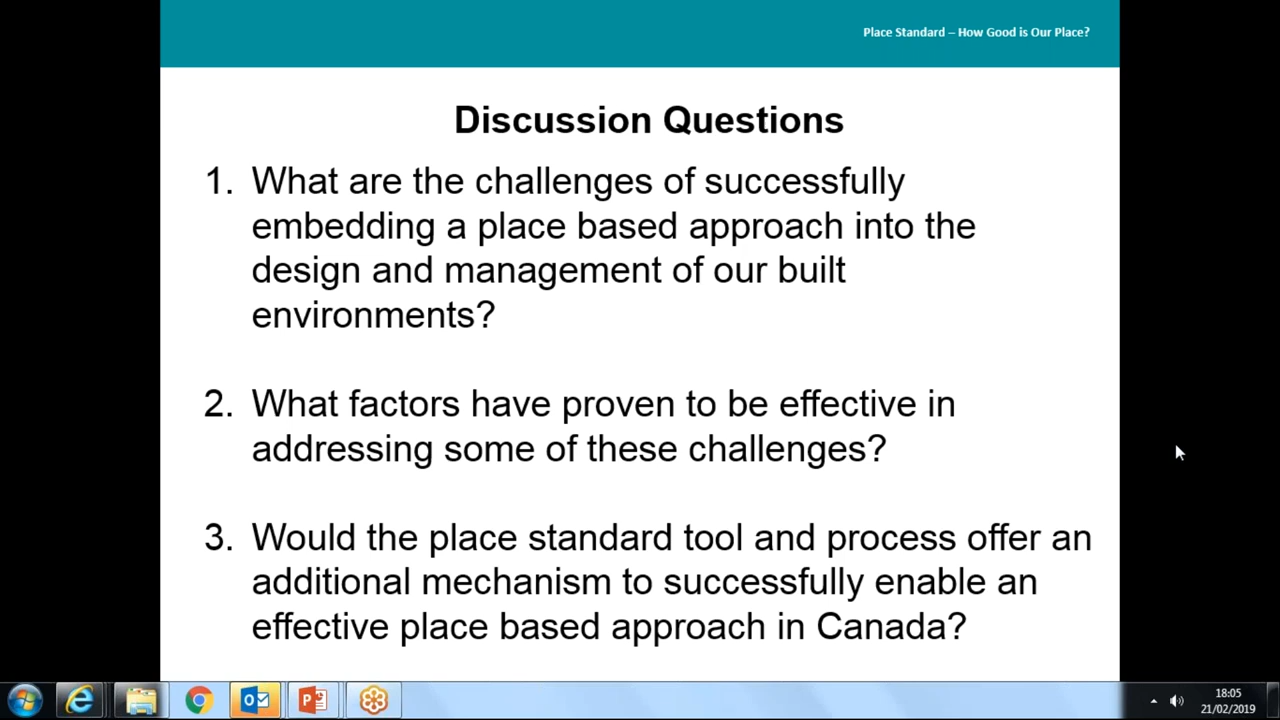 Place Standard – How Good is Our Place?
Discussion Questions
1. What are the challenges of successfully
embedding a place based approach into the
design and management of our built
environments?
2. What factors have proven to be effective in
addressing some of these challenges?
3. Would the place standard tool and process offer an
additional mechanism to successfully enable an
effective place based approach in Canada?
18:05
21/02/2019